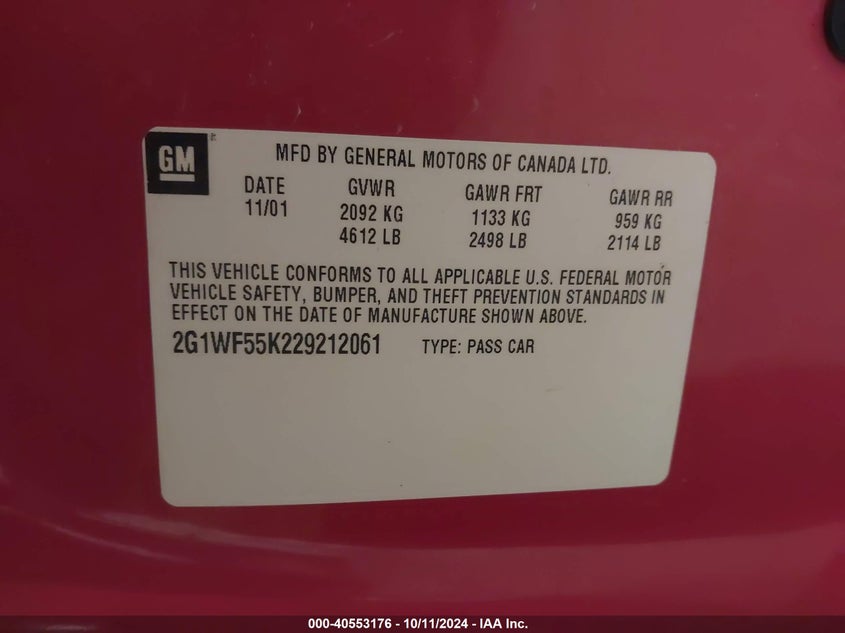 GM
MFD BY GENERAL MOTORS OF CANADA LTD.
DATE GVWR GAWR FRT GAWR RR
11/01 2092 KG 1133 KG 959 KG
4612 LB 2498 LB 2114 LB
THIS VEHICLE CONFORMS TO ALL APPLICABLE U.S. FEDERAL MOTOR
VEHICLE SAFETY, BUMPER, AND THEFT PREVENTION STANDARDS IN
EFFECT ON THE DATE OF MANUFACTURE SHOWN ABOVE.
2G1WF55K229212061 TYPE: PASS CAR
000-40553176 - 10/11/2024 - IAA Inc.